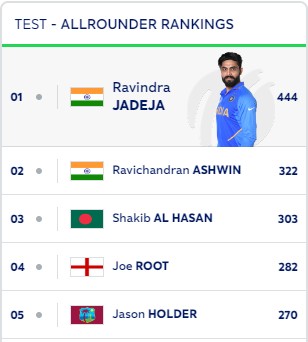 TEST - ALLROUNDER RANKINGS
01 Ravindra JADEJA 444
02 Ravichandran ASHWIN 322
03 Shakib AL HASAN 303
04 Joe ROOT 282
05 Jason HOLDER 270